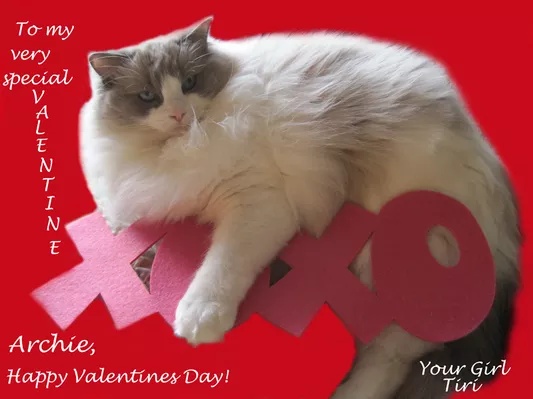 To my
very
special
VALENTINE
Archie,
Happy Valentines Day!
XOXO
Your Girl
Tiri